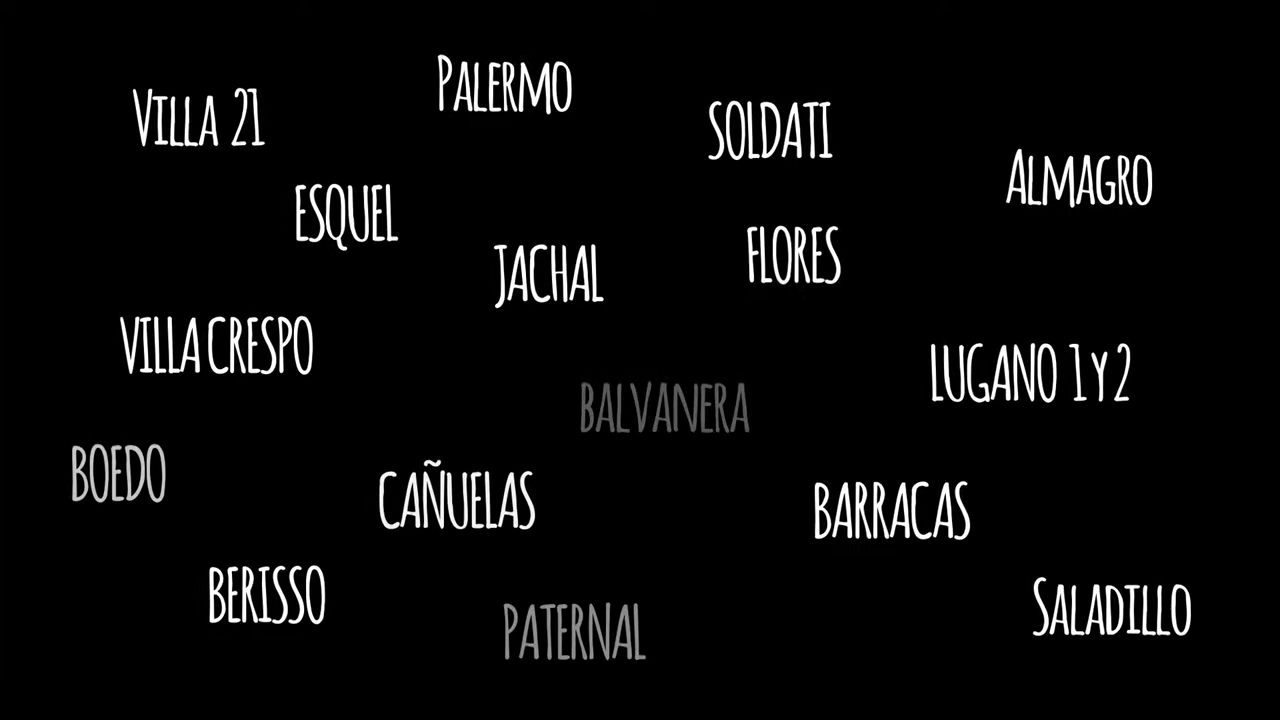 Palermo
Villa 21
SOLDATI
Almagro
ESQUEL
FLORES
JACHAL
VILLA CRESPO
LUGANO 1 Y 2
BALVANERA
BOEDO
CAÑUELAS
BARRACAS
BERISSO
Saladillo
PATERNAL